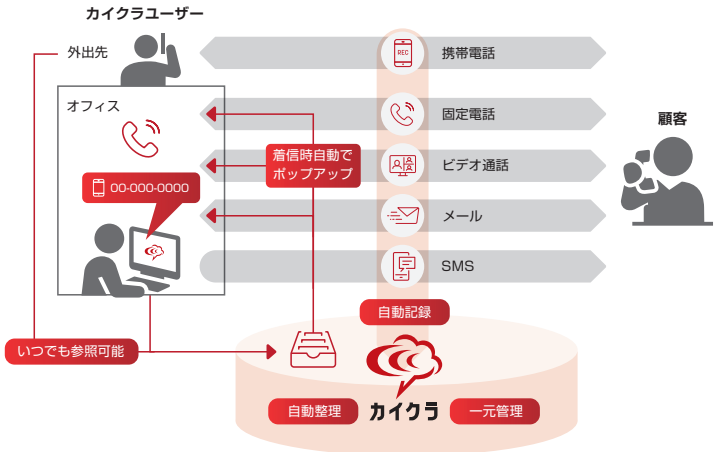 カイクラユーザー
外出先
オフィス
00-000-0000
着信時自動で
ポップアップ
REC
携帯電話
固定電話
ビデオ通話
メール
SMS
顧客
自動記録
いつでも参照可能
自動整理
カイクラ
一元管理